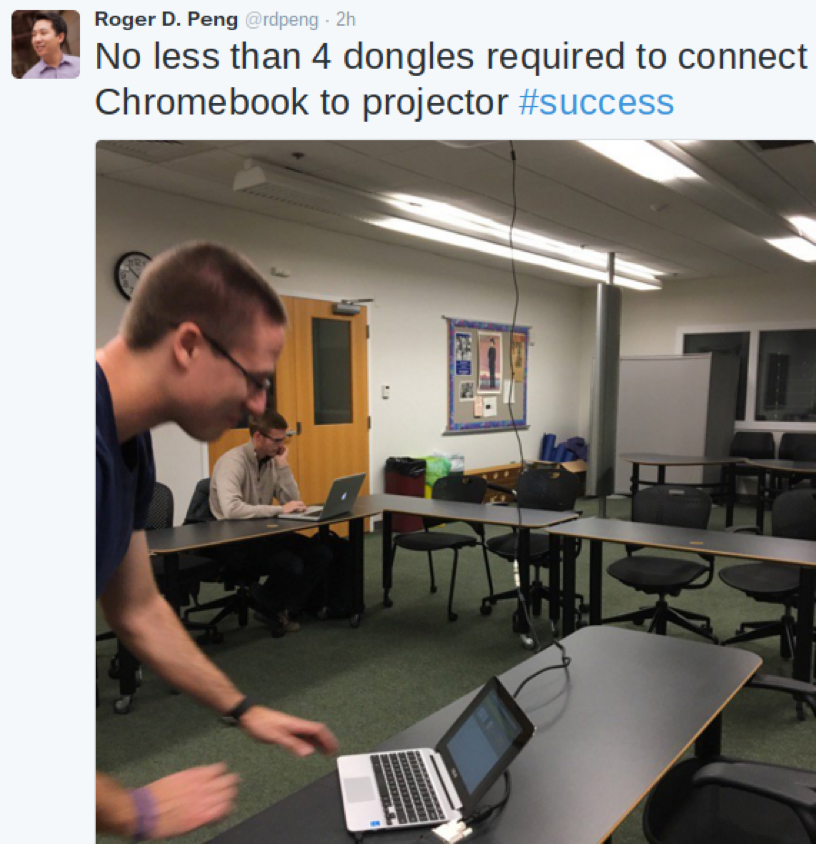 Roger D. Peng @rdpeng · 2h
No less than 4 dongles required to connect
Chromebook to projector #success